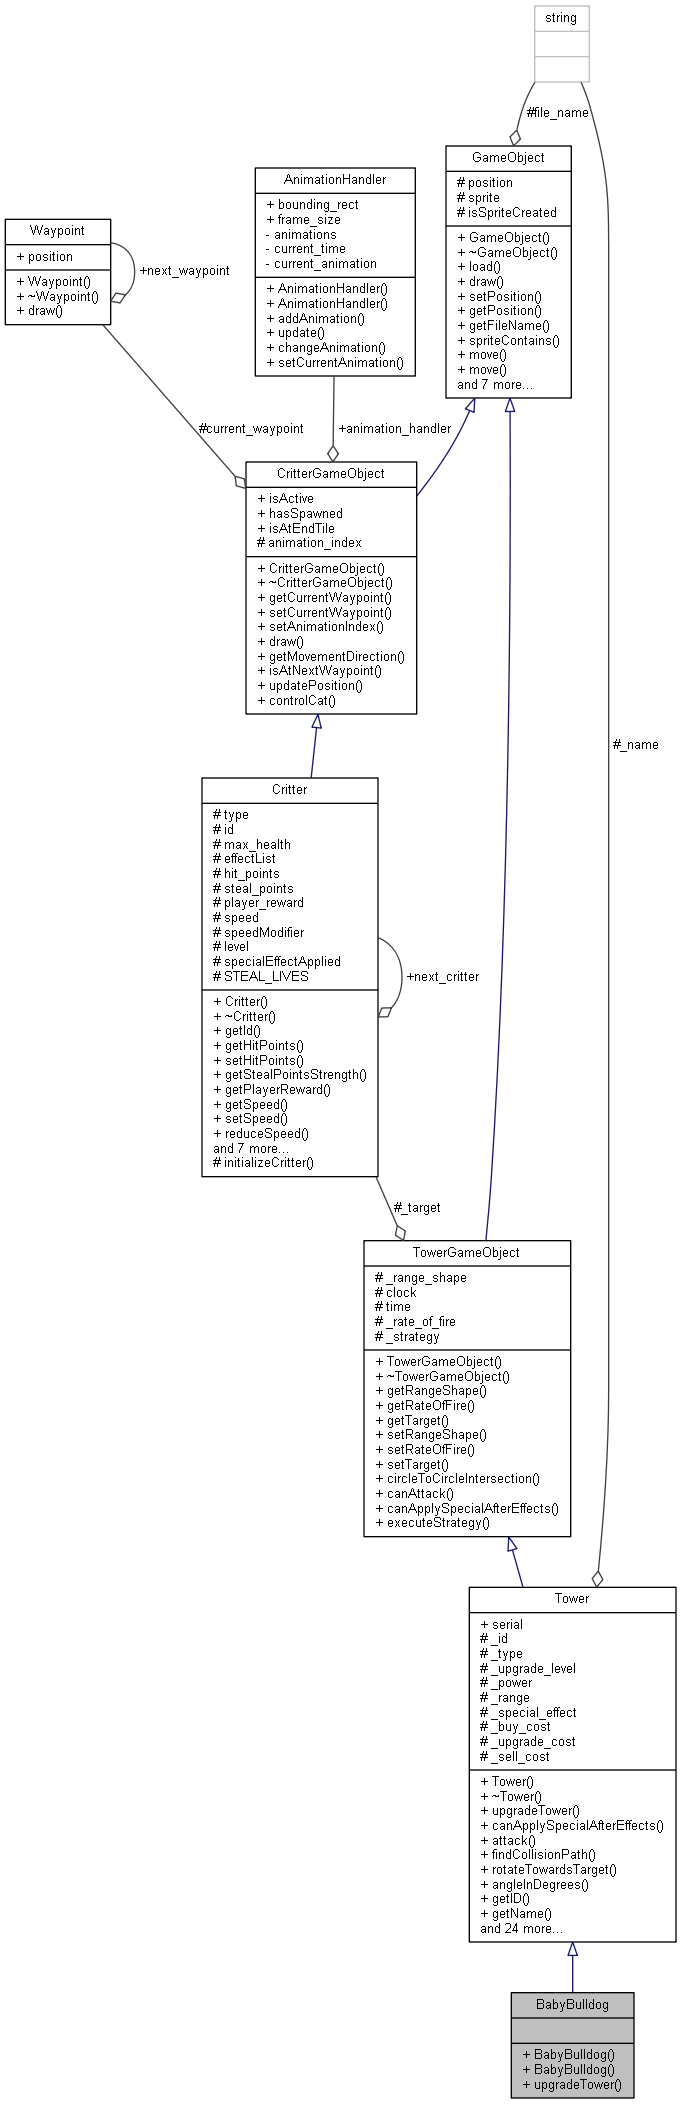 string
#file_name
GameObject
# position
# sprite
# isSpriteCreated
+ GameObject()
+ ~GameObject()
+ load()
+ draw()
+ setPosition()
+ getPosition()
+ getFileName()
+ spriteContains()
+ move()
+ move()
and 7 more...
AnimationHandler
+ bounding_rect
+ frame_size
- animations
- current_time
- current_animation
+ AnimationHandler()
+ AnimationHandler()
+ addAnimation()
+ update()
+ changeAnimation()
+ setCurrentAnimation()
Waypoint
+ position
+ Waypoint()
+ ~Waypoint()
+ draw()
+next_waypoint
#current_waypoint
+animation_handler
CritterGameObject
+ isActive
+ hasSpawned
+ isAtEndTile
# animation_index
+ CritterGameObject()
+ ~CritterGameObject()
+ getCurrentWaypoint()
+ setCurrentWaypoint()
+ setAnimationIndex()
+ draw()
+ getMovementDirection()
+ isAtNextWaypoint()
+ updatePosition()
+ controlCat()
#_name
Critter
# type
# id
# max_health
# effectList
# hit_points
# steal_points
# player_reward
# speed
# speedModifier
# level
# specialEffectApplied
# STEAL_LIVES
+ Critter()
+ ~Critter()
+ getId()
+ getHitPoints()
+ setHitPoints()
+ getStealPointsStrength()
+ getPlayerReward()
+ getSpeed()
+ setSpeed()
+ reduceSpeed()
and 7 more...
# initializeCritter()
+next_critter
#_target
TowerGameObject
# _range_shape
# clock
# time
# _rate_of_fire
# _strategy
+ TowerGameObject()
+ ~TowerGameObject()
+ getRangeShape()
+ getRateOfFire()
+ getTarget()
+ setRangeShape()
+ setRateOfFire()
+ setTarget()
+ circleToCircleIntersection()
+ canAttack()
+ canApplySpecialAfterEffects()
+ executeStrategy()
Tower
+ serial
# _id
# _type
# _upgrade_level
# _power
# _range
# _special_effect
# _buy_cost
# _upgrade_cost
# _sell_cost
+ Tower()
+ ~Tower()
+ upgradeTower()
+ canApplySpecialAfterEffects()
+ attack()
+ findCollisionPath()
+ rotateTowardsTarget()
+ angleInDegrees()
+ getID()
+ getName()
and 24 more...
BabyBulldog
+ BabyBulldog()
+ BabyBulldog()
+ upgradeTower()